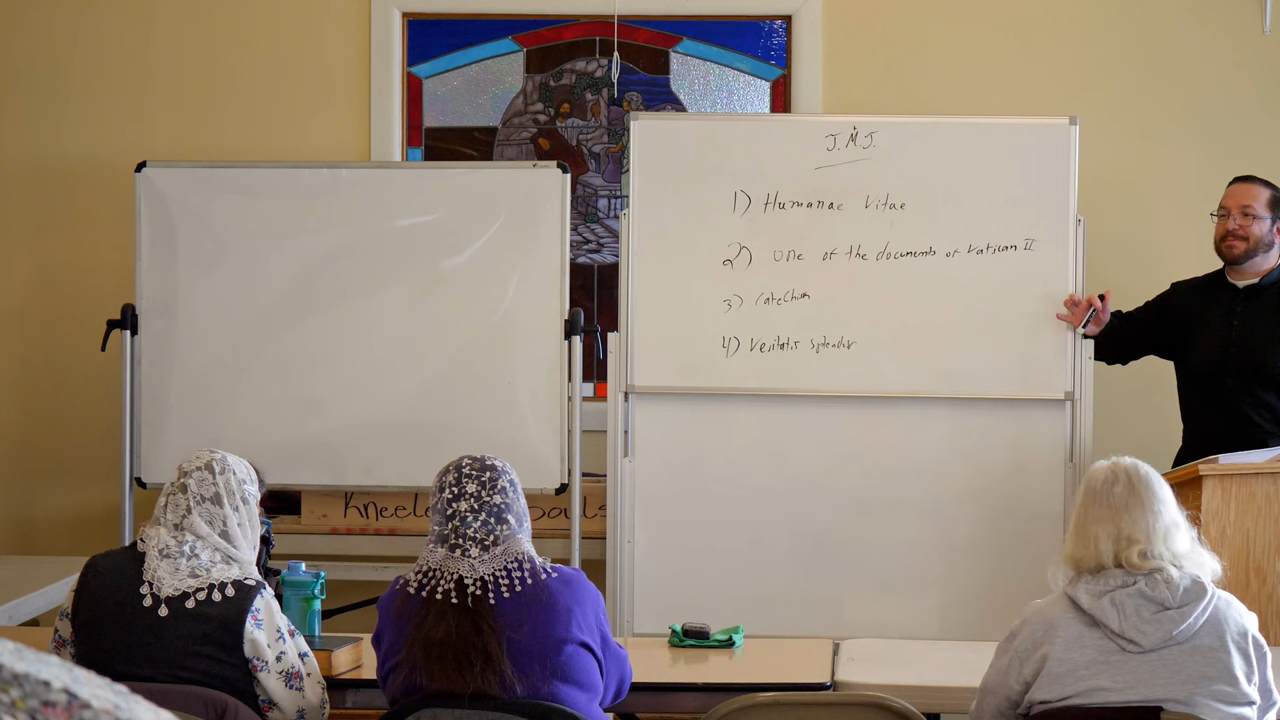 J.M.J.
1) Humanae Vitae
2) One of the documents of Vatican II
3) Catechism
4) Veritatis Splendor
Kneele
Souls